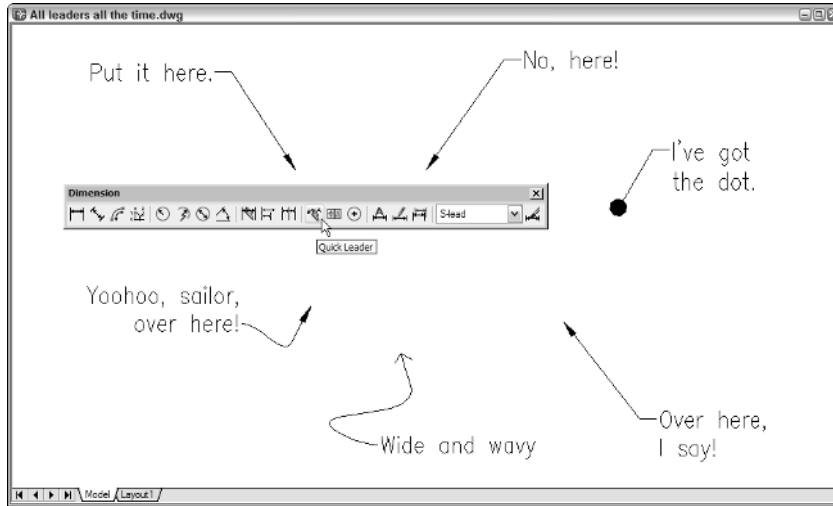 All leaders all the time.dwg
Put it here.
No, here!
I've got
the dot.
Dimension
S-lead
Quick Leader
Yoohoo, sailor,
over here!
Wide and wavy
Over here,
I say!
Model
Layout1